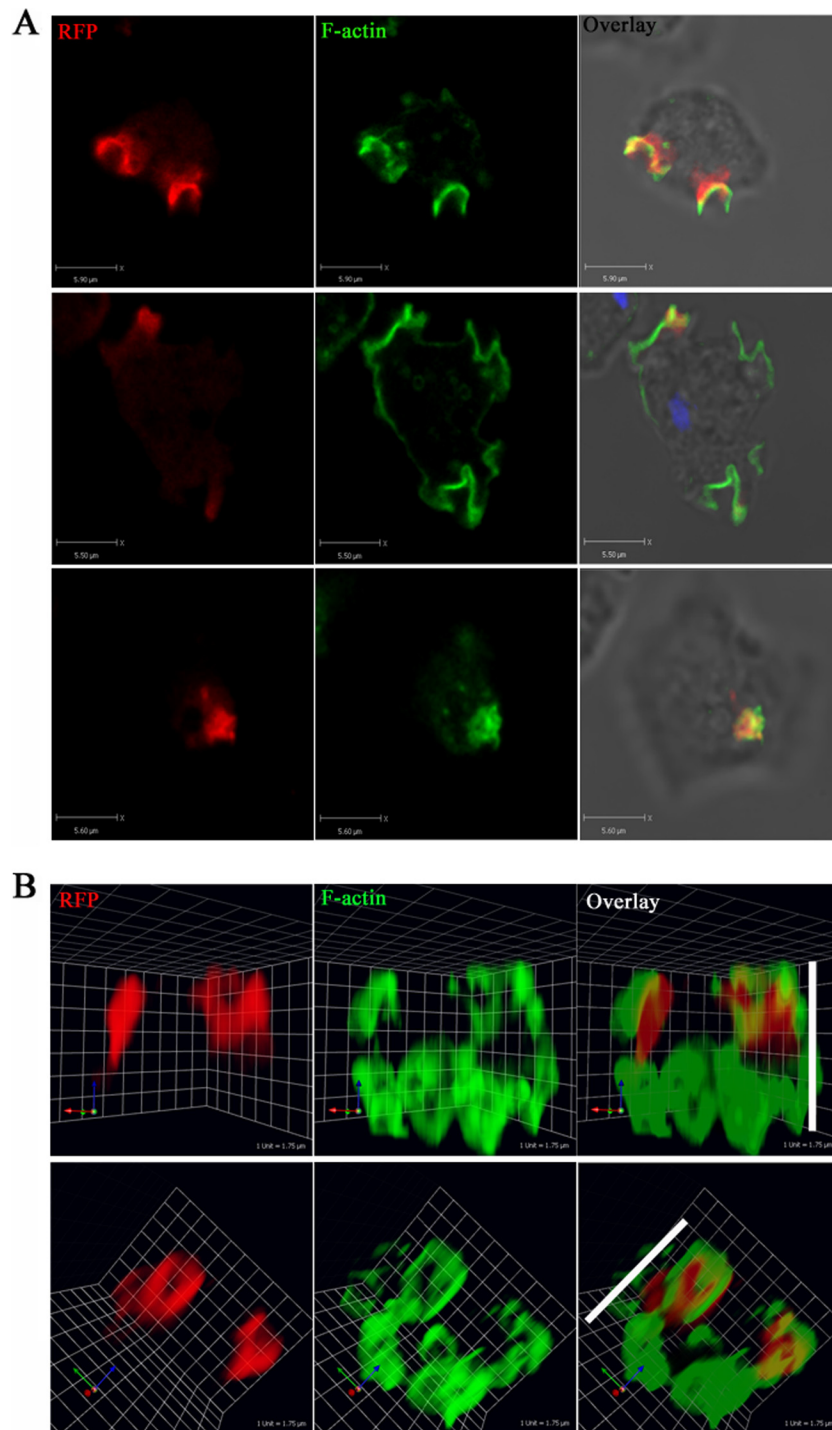 A
RFP
F-actin
Overlay
5.90 µm
X
5.90 µm
X
5.90 µm
5.50 µm
X
5.50 µm
X
5.50 µm
5.60 µm
X
5.60 µm
X
5.60 µm
B
RFP
F-actin
Overlay
1 Unit = 1.75 µm
1 Unit = 1.75 µm
1 Unit = 1.75 µm
1 Unit = 1.75 µm
1 Unit = 1.75 µm
1 Unit = 1.75 µm